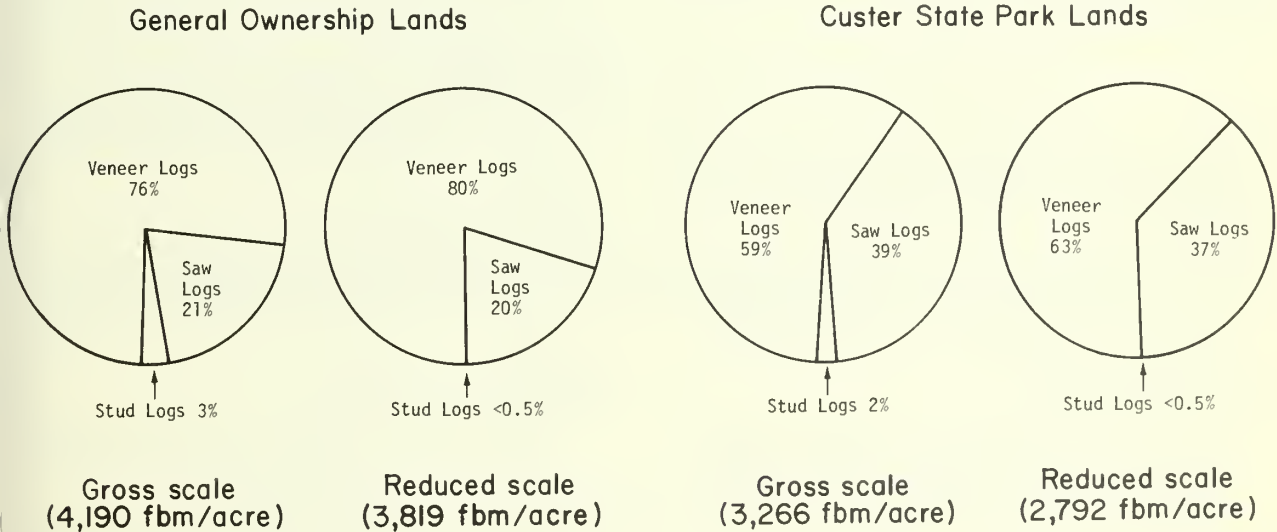 General Ownership Lands
Veneer Logs
76%
Saw
Logs
21%
Stud Logs 3%
Gross scale
(4,190 fbm/acre)
Veneer Logs
80%
Saw
Logs
20%
Stud Logs <0.5%
Reduced scale
(3,819 fbm/acre)
Custer State Park Lands
Veneer
Logs
59%
Saw Logs
39%
Stud Logs 2%
Gross scale
(3,266 fbm/acre)
Veneer
Logs
63%
Saw Logs
37%
Stud Logs <0.5%
Reduced scale
(2,792 fbm/acre)